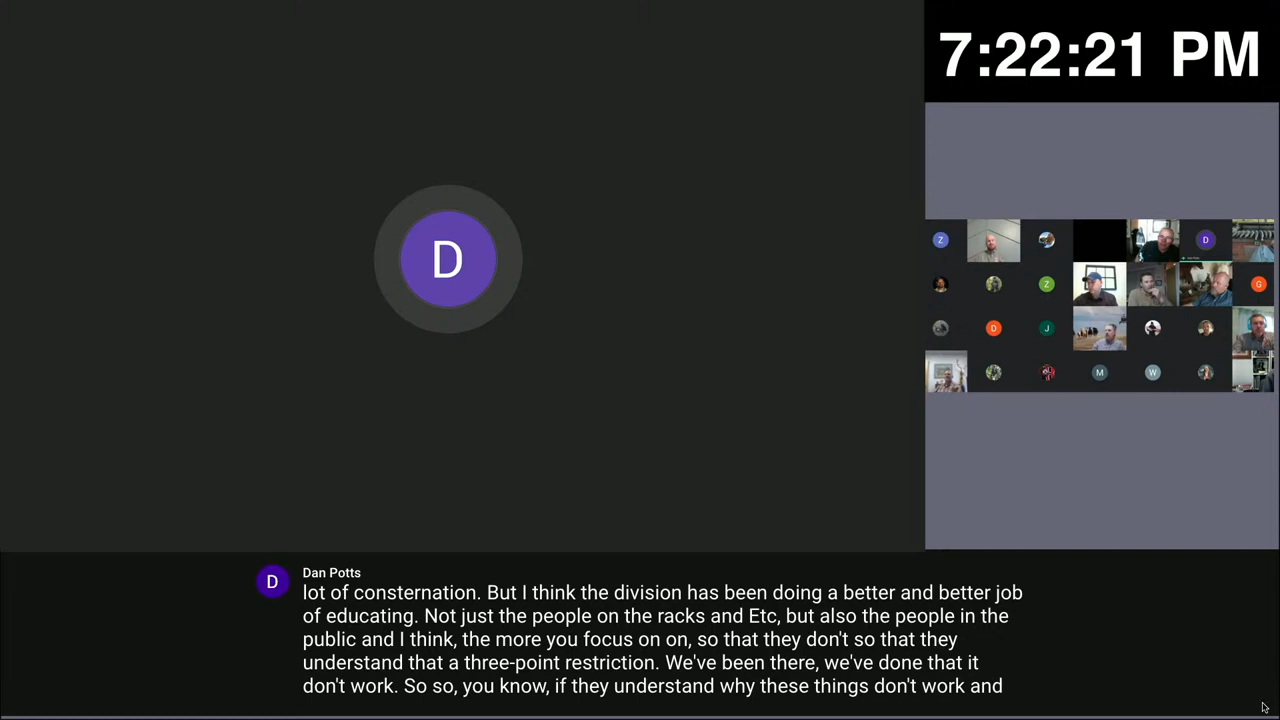 7:22:21 PM
D
Z
D
Z
G
D
J
M
W
D
Dan Potts
lot of consternation. But I think the division has been doing a better and better job
of educating. Not just the people on the racks and Etc, but also the people in the
public and I think, the more you focus on on, so that they don't so that they
understand that a three-point restriction. We've been there, we've done that it
don't work. So so, you know, if they understand why these things don't work and